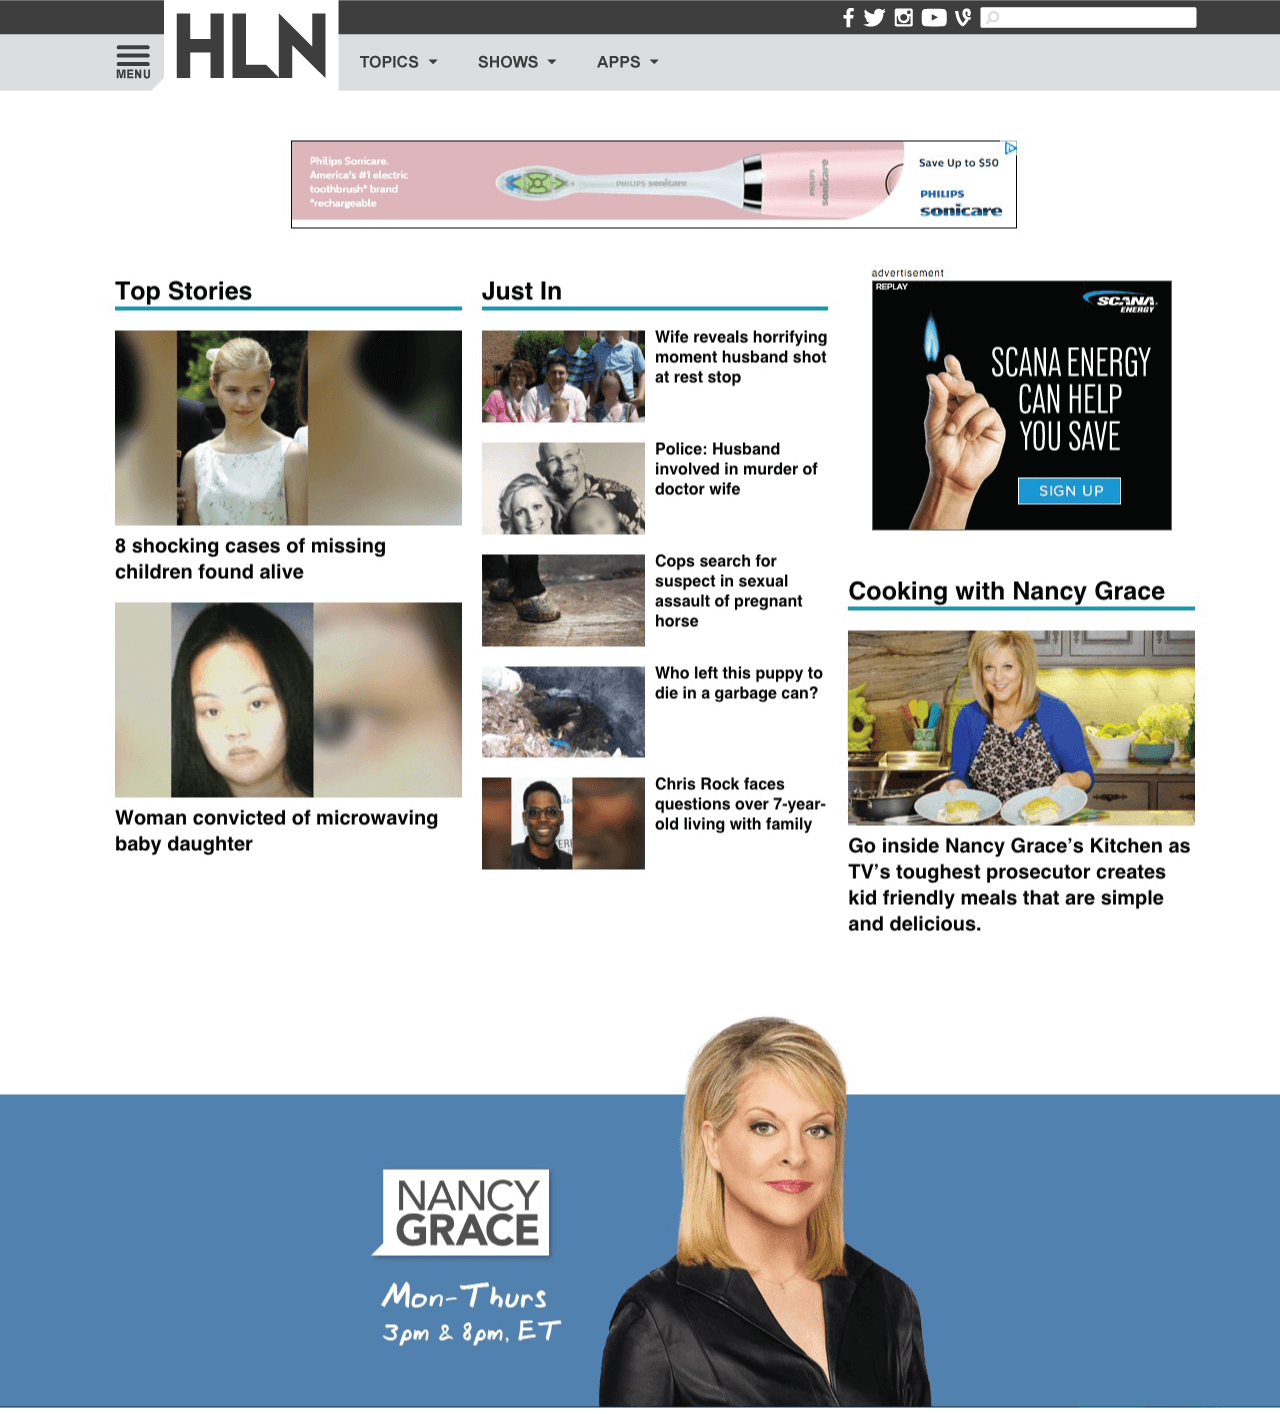 MENU
HLN
TOPICS
SHOWS
APPS
Philips Sonicare.
America's #1 electric
toothbrush* brand
*rechargeable
PHILIPS sonicare
PHILIPS
sonicare
Save Up to $50
PHILIPS
sonicare
Top Stories
8 shocking cases of missing
children found alive
Woman convicted of microwaving
baby daughter
Just In
Wife reveals horrifying
moment husband shot
at rest stop
Police: Husband
involved in murder of
doctor wife
Cops search for
suspect in sexual
assault of pregnant
horse
Who left this puppy to
die in a garbage can?
Chris Rock faces
questions over 7-year-
old living with family
advertisement
REPLAY
SCANA
ENERGY
SCANA ENERGY
CAN HELP
YOU SAVE
SIGN UP
Cooking with Nancy Grace
Go inside Nancy Grace’s Kitchen as
TV’s toughest prosecutor creates
kid friendly meals that are simple
and delicious.
NANCY
GRACE
Mon-Thurs
3pm & 8pm, ET